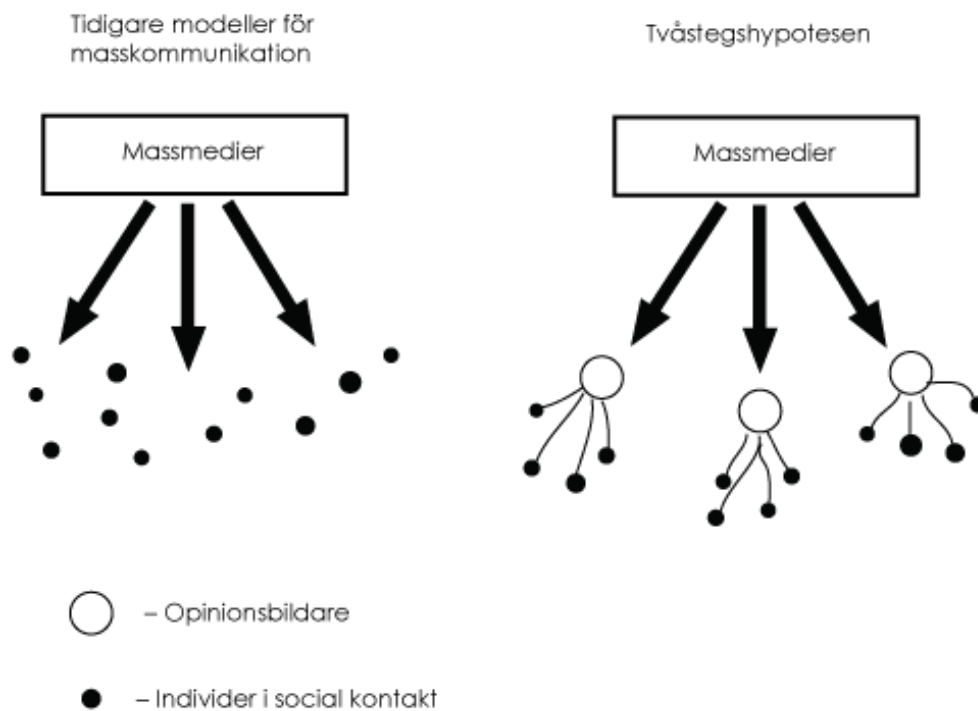 Tidigare modeller för
masskommunikation
Tvåstegshypotesen
Massmedier
Massmedier
– Opinionsbildare
– Individer i social kontakt